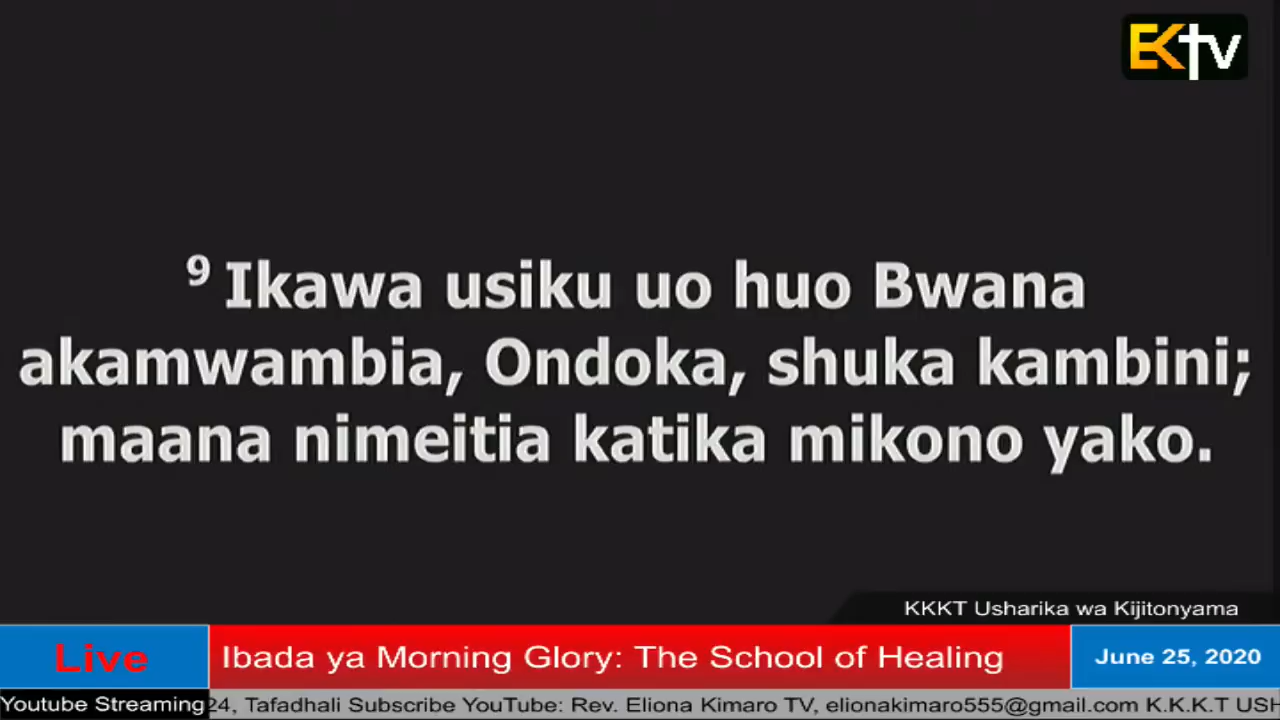 EKTV
9 Ikawa usiku uo huo Bwana
akamwambia, Ondoka, shuka kambini;
maana nimeitia katika mikono yako.
KKKT Usharika wa Kijitonyama
Live
Ibada ya Morning Glory: The School of Healing
June 25, 2020
Youtube Streaming
24, Tafadhali Subscribe YouTube: Rev. Eliona Kimaro TV, elionakimaro555@gmail.com K.K.K.T USH